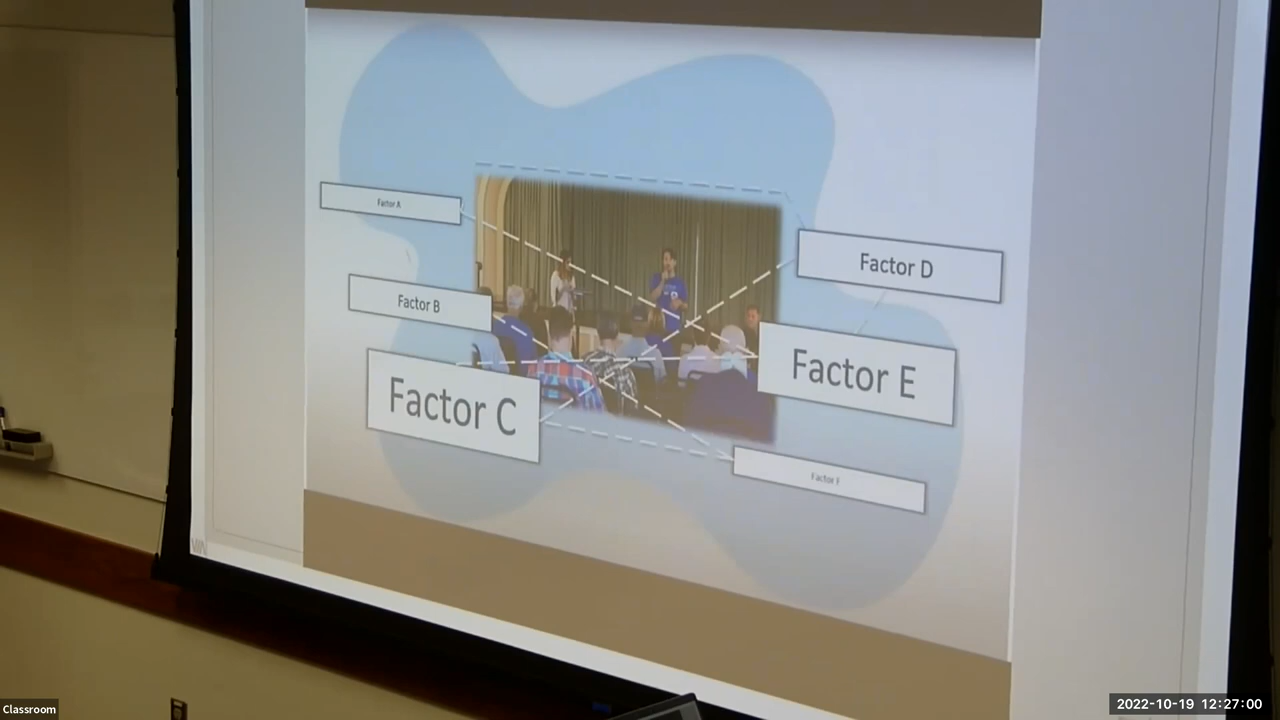 Factor A
Factor D
Factor B
Factor E
Factor C
Factor F
Classroom
2022-10-19 12:27:00